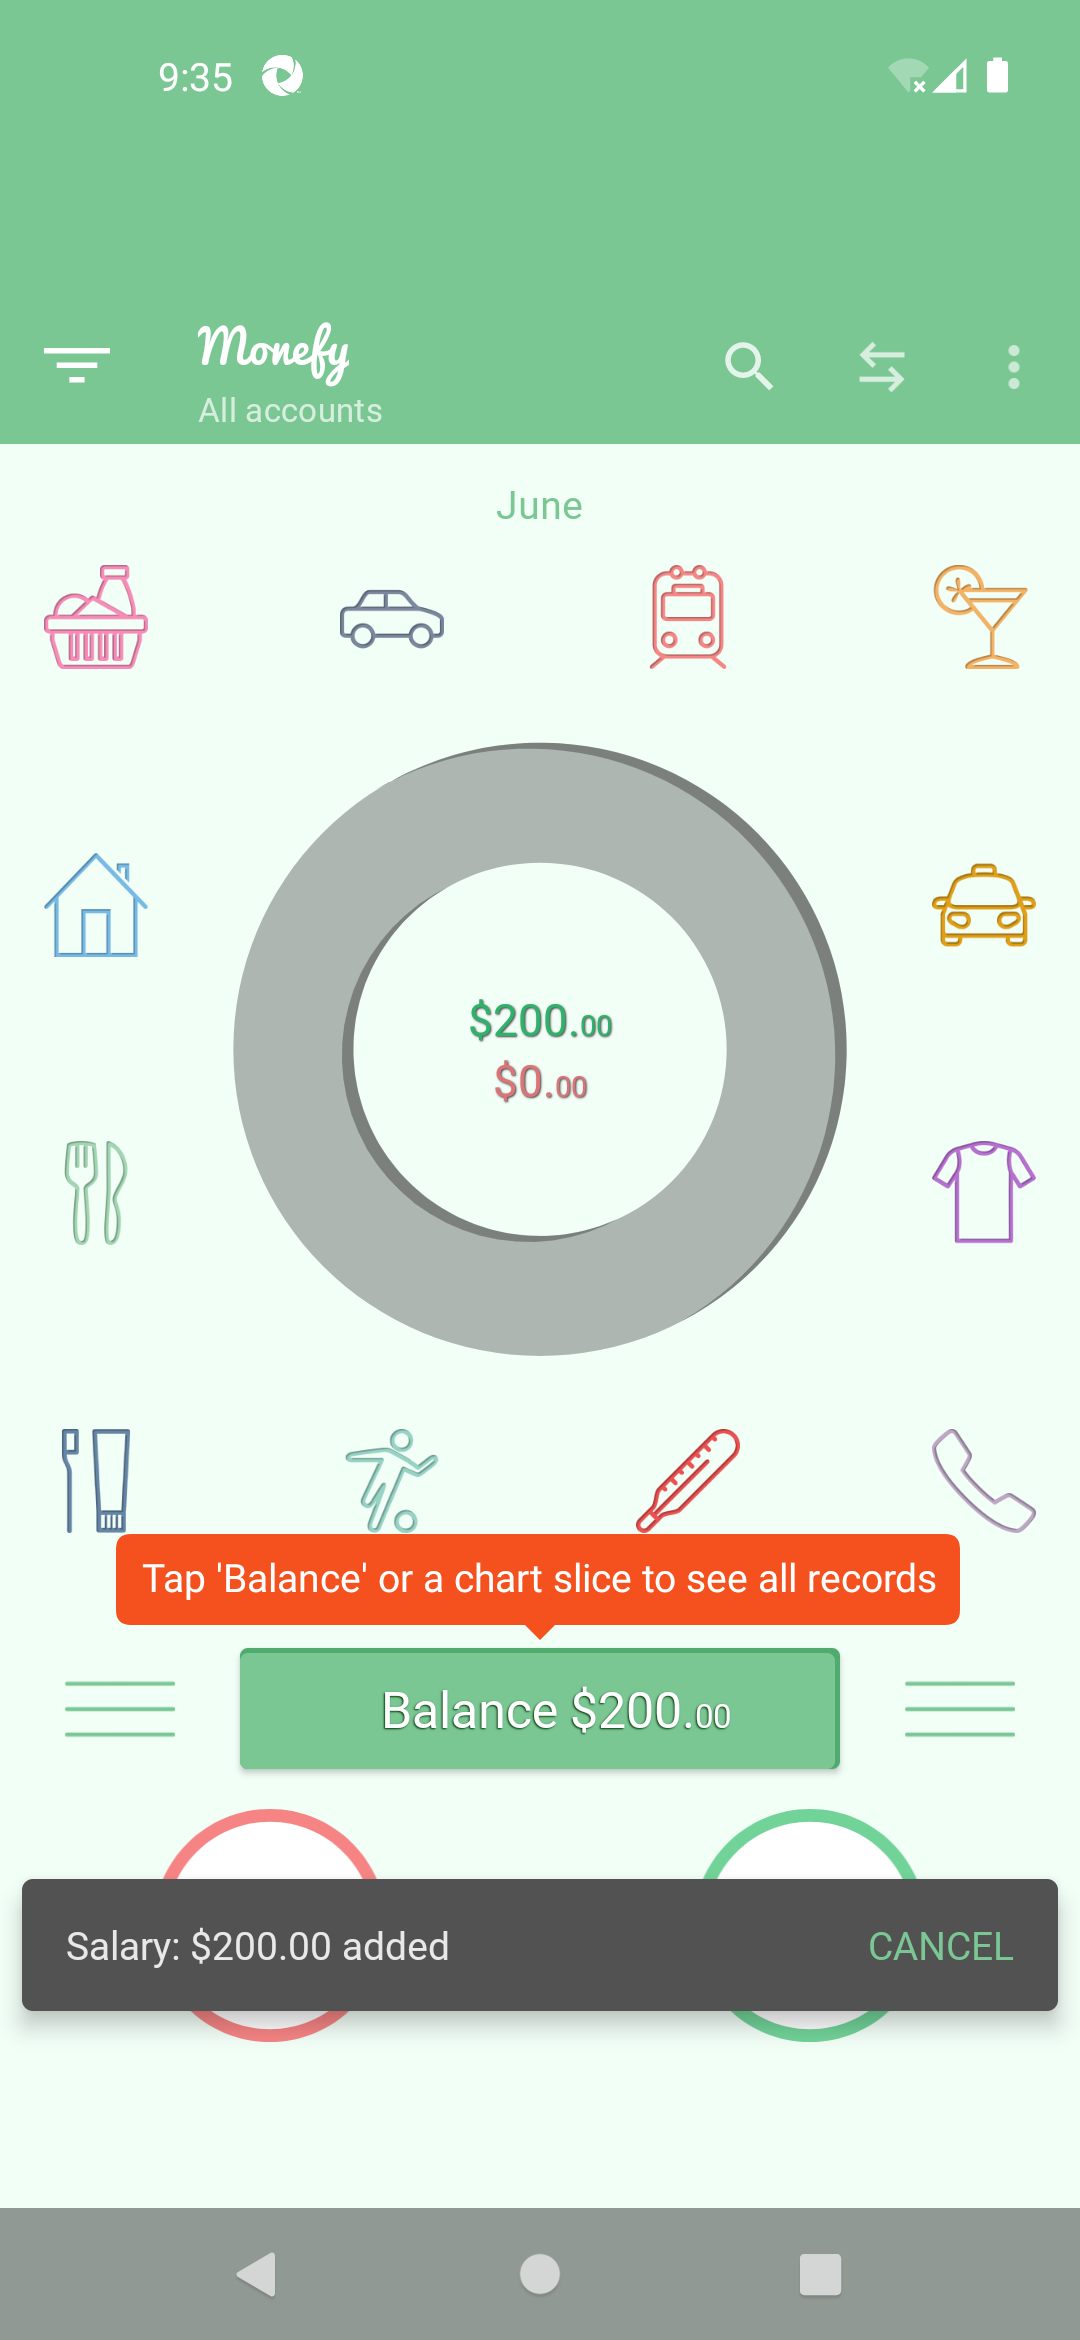 9:35
Monefy
All accounts
June
$200.00
$0.00
Tap 'Balance' or a chart slice to see all records
Balance $200.00
Salary: $200.00 added
CANCEL